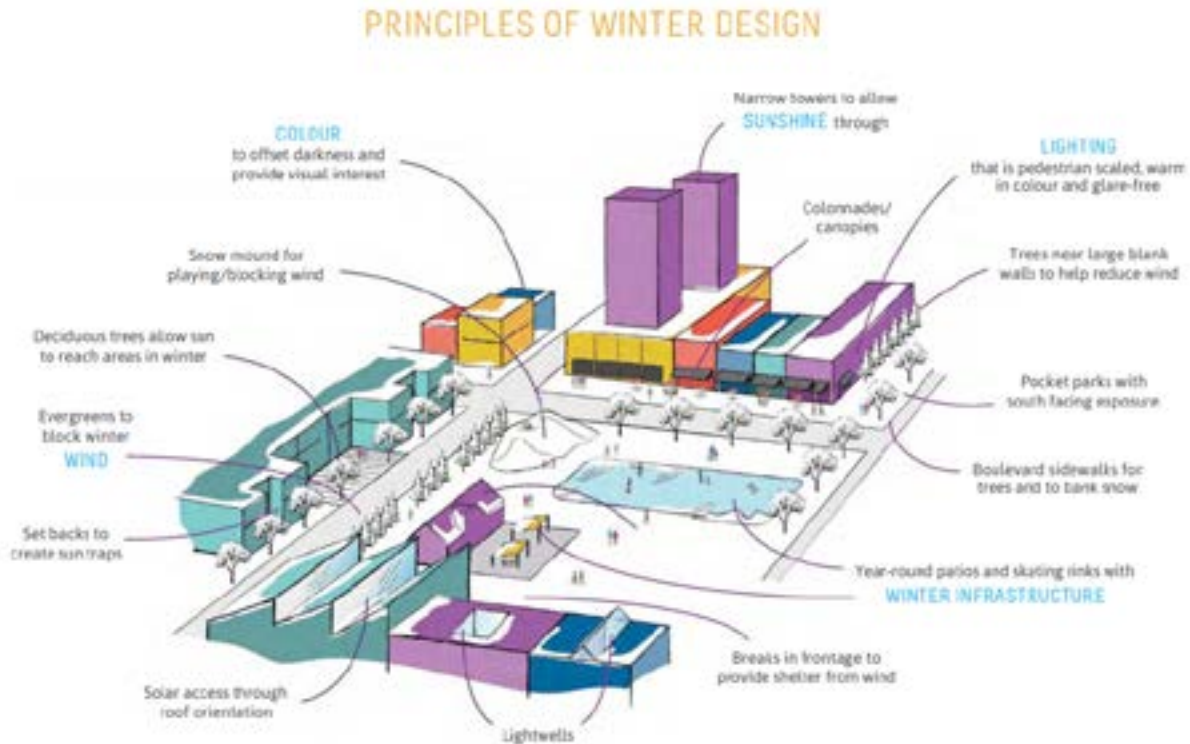 PRINCIPLES OF WINTER DESIGN
Narrow towers to allow
SUNSHINE through
COLOUR
to offset darkness and
provide visual interest
LIGHTING
that is pedestrian scaled, warm
in colour and glare-free
Colonnades/
canopies
Snow mound for
playing/blocking wind
Trees near large blank
walls to help reduce wind
Deciduous trees allow sun
to reach areas in winter
Pocket parks with
south facing exposure
Evergreens to
block winter
WIND
Boulevard sidewalks for
trees and to bank snow
Set backs to
create sun traps
Year-round patios and skating rinks with
WINTER INFRASTRUCTURE
Breaks in frontage to
provide shelter from wind
Solar access through
roof orientation
Lightwells